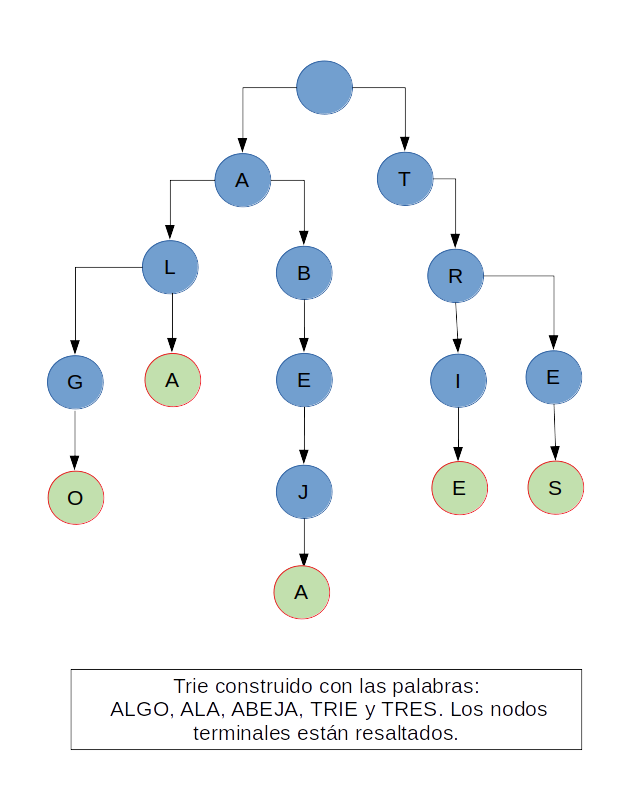 A
T
L
B
R
G
A
E
I
E
O
J
E
S
A
Trie construido con las palabras:
ALGO, ALA, ABEJA, TRIE y TRES. Los nodos
terminales están resaltados.